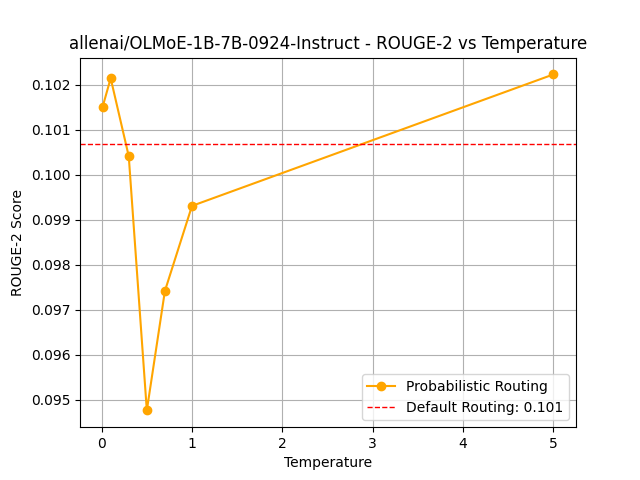 allenai/OLMoE-1B-7B-0924-Instruct - ROUGE-2 vs Temperature
0.102
0.101
0.100
0.099
0.098
0.097
0.096
0.095
ROUGE-2 Score
Probabilistic Routing
Default Routing: 0.101
0 1 2 3 4 5
Temperature